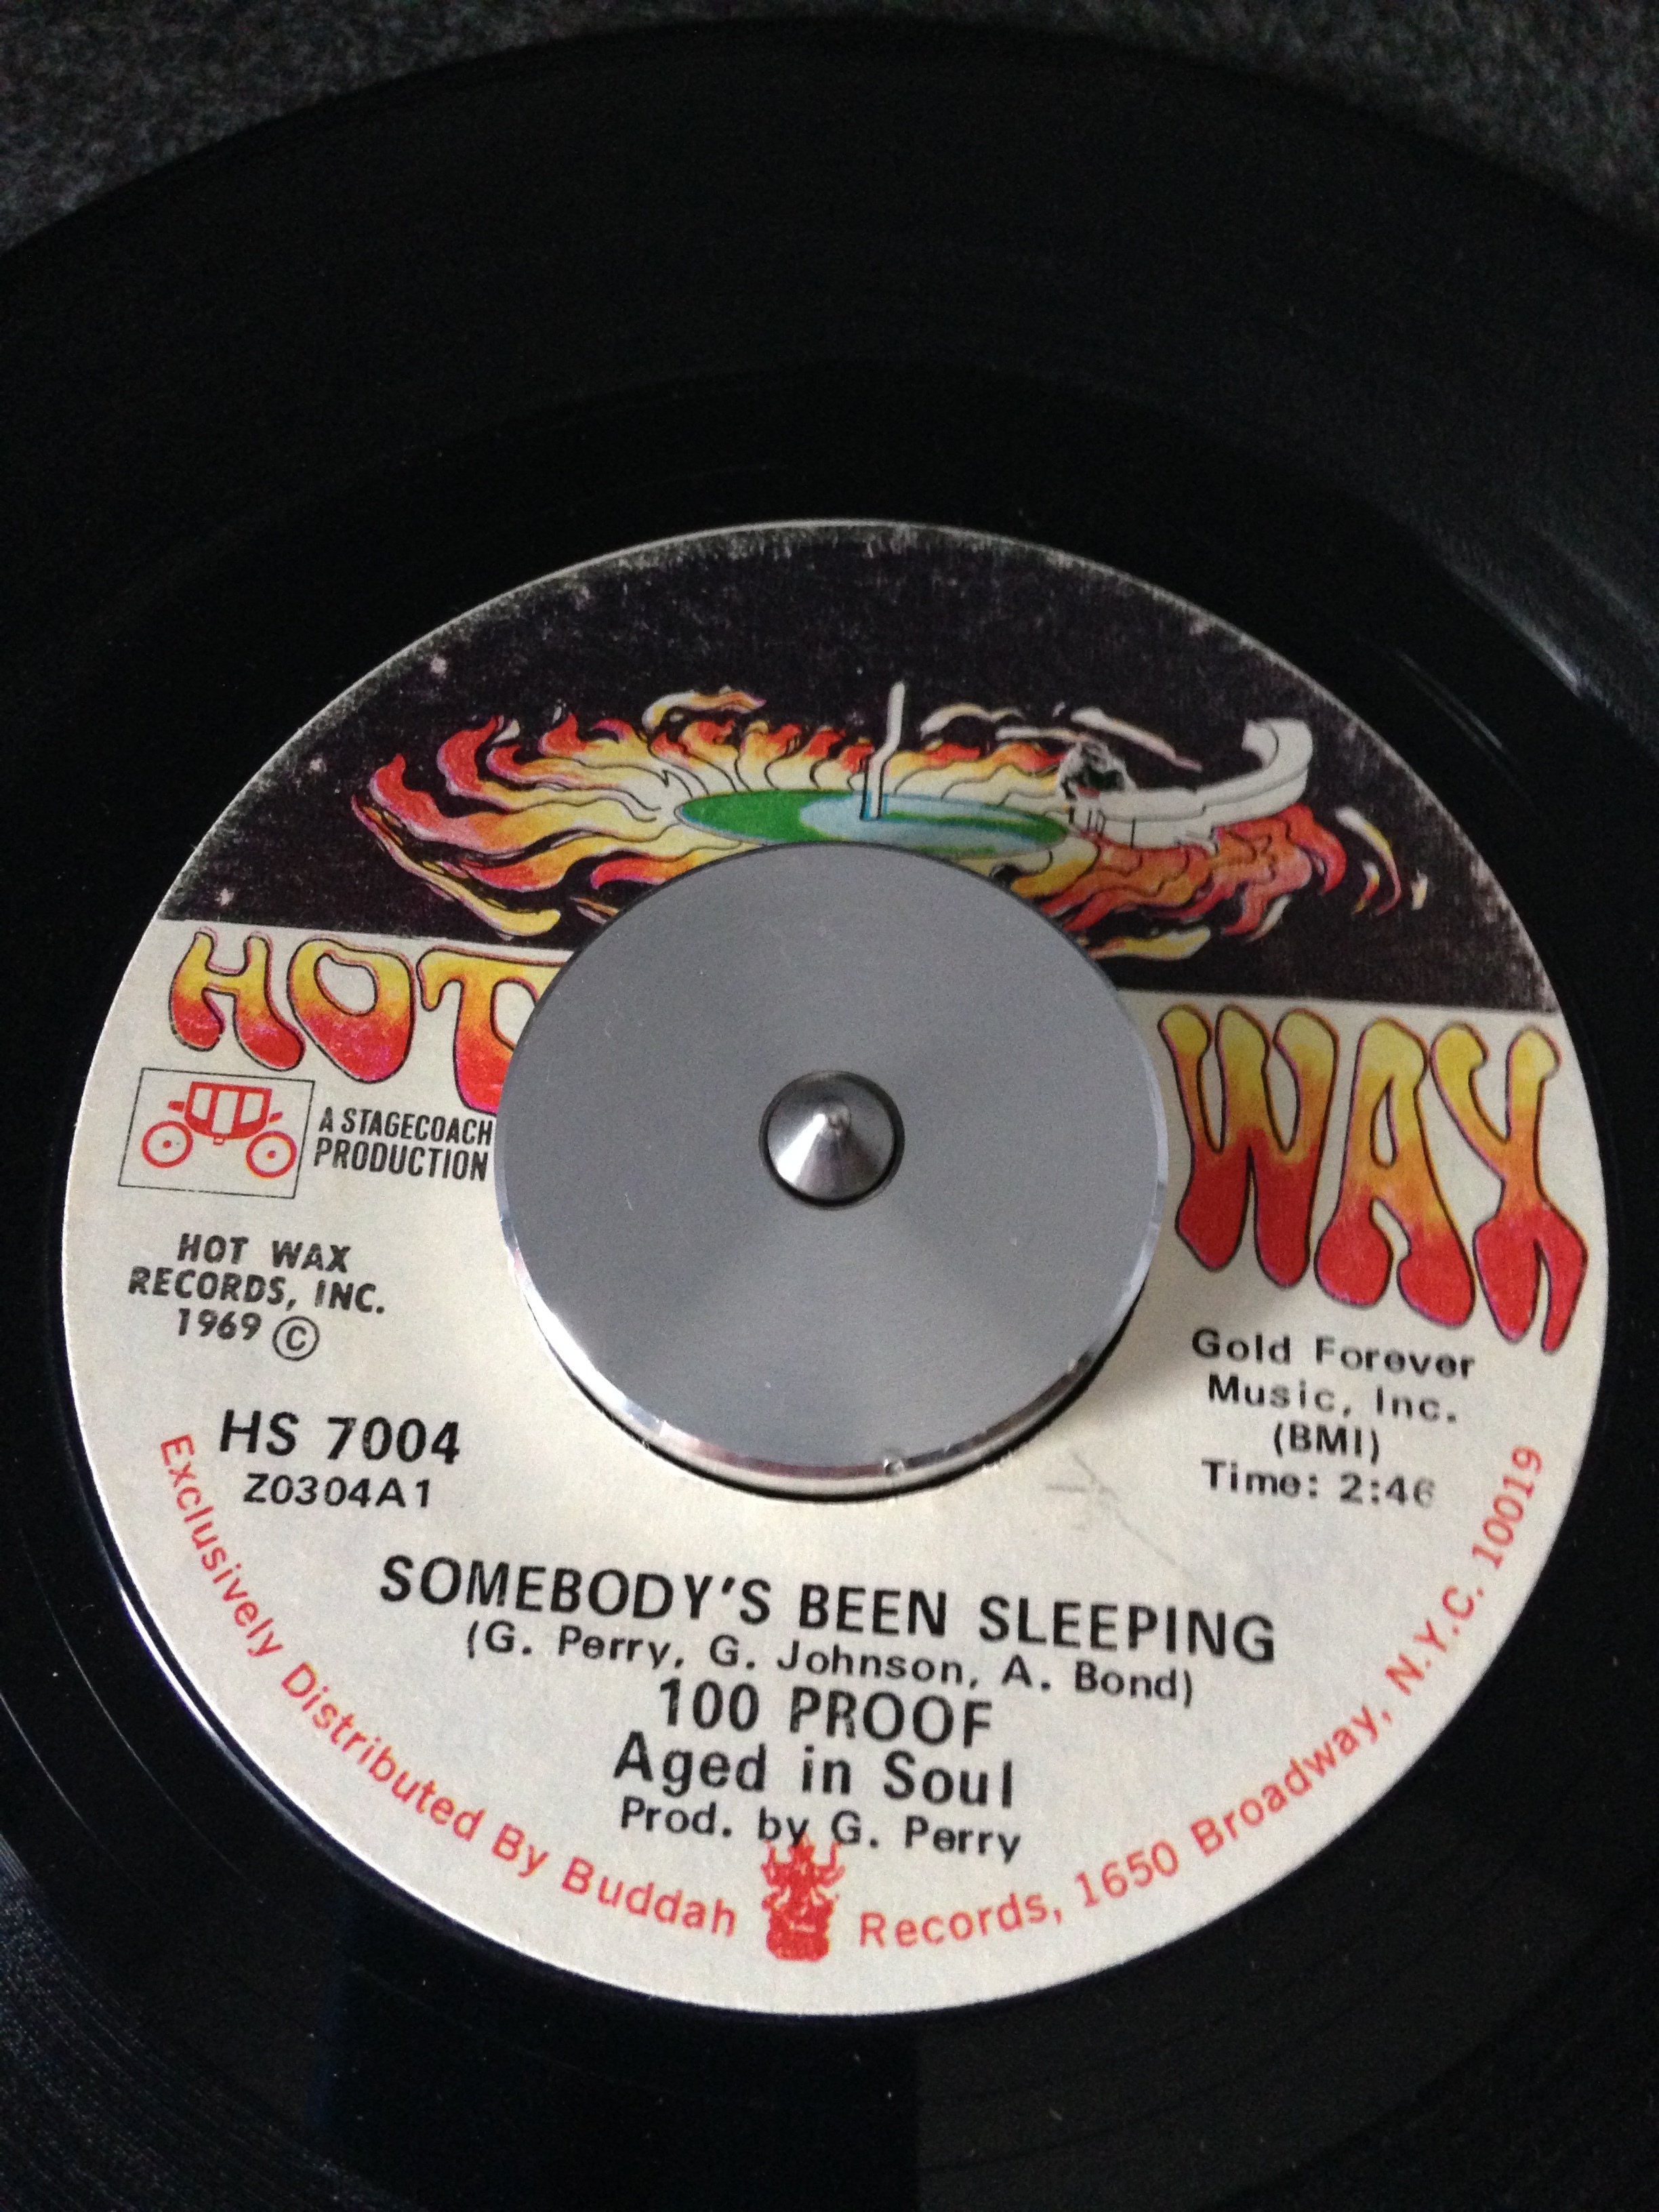 HOT WAX
A STAGECOACH
PRODUCTION
HOT WAX
RECORDS, INC.
1969 ©
HS 7004
Z0304A1
Gold Forever
Music, Inc.
(BMI)
Time: 2:46
SOMEBODY'S BEEN SLEEPING
(G. Perry, G. Johnson, A. Bond)
100 PROOF
Aged in Soul
Prod. by G. Perry
Exclusively Distributed By Buddah Records, 1650 Broadway, N.Y.C. 10019